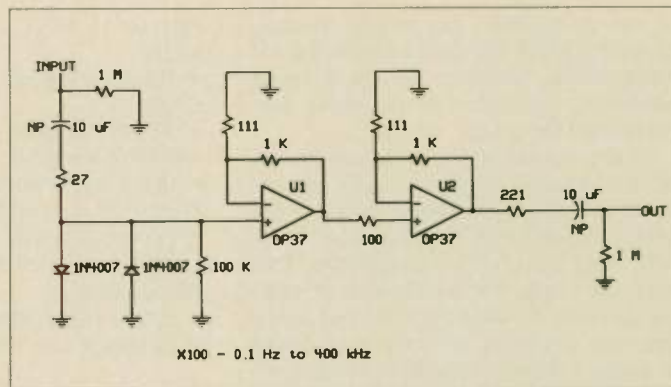 INPUT
1 M
NP
10 uF
27
1N4007
1N4007
100 K
111
1 K
U1
OP37
100
111
1 K
U2
OP37
221
10 uF
NP
OUT
1 M
X100 - 0.1 Hz to 400 kHz